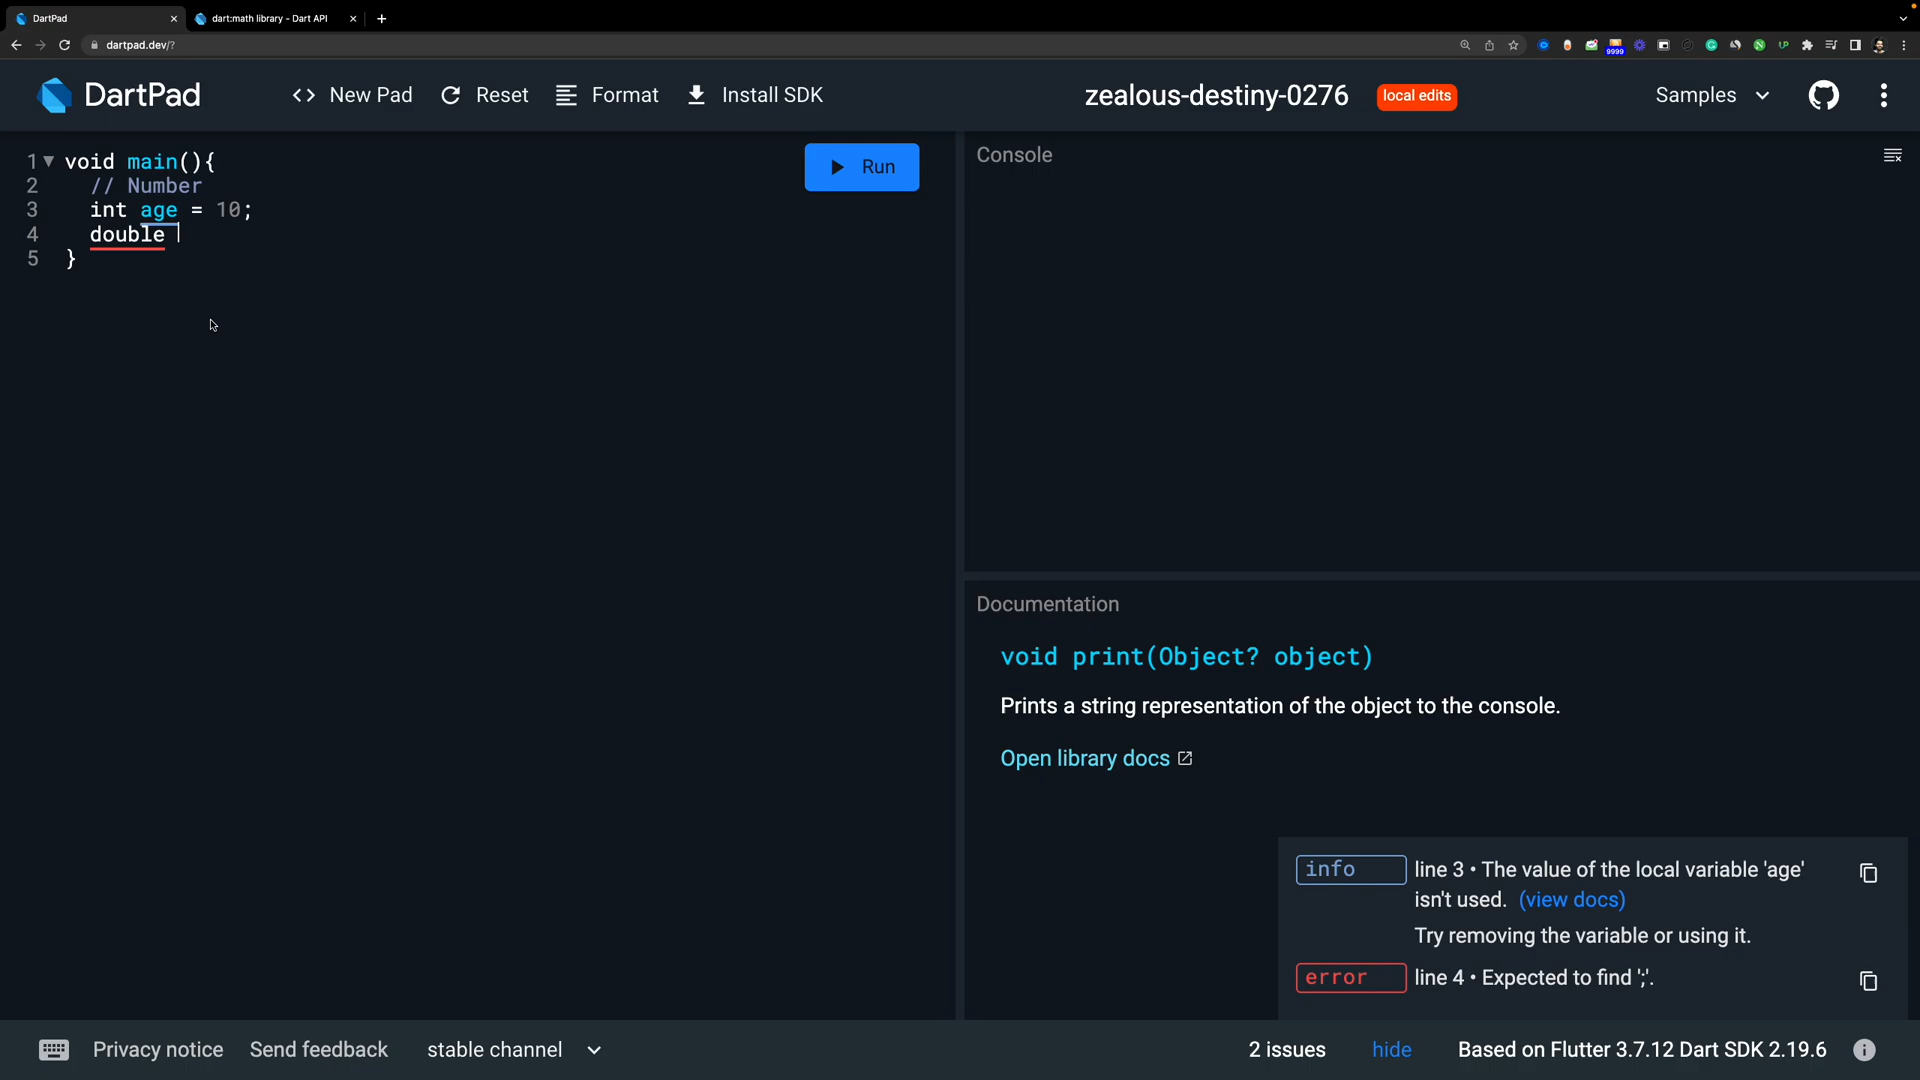 DartPad
dart:math library - Dart API
dartpad.dev/?
9999
UP
DartPad
New Pad
Reset
Format
Install SDK
zealous-destiny-0276
local edits
Samples
1 void main(){
2 // Number
3 int age = 10;
4 double
5 }
Run
Console
Documentation
void print(Object? object)
Prints a string representation of the object to the console.
Open library docs
info line 3 • The value of the local variable 'age'
isn't used. (view docs)
Try removing the variable or using it.
error line 4 • Expected to find ';'.
Privacy notice
Send feedback
stable channel
2 issues
hide
Based on Flutter 3.7.12 Dart SDK 2.19.6